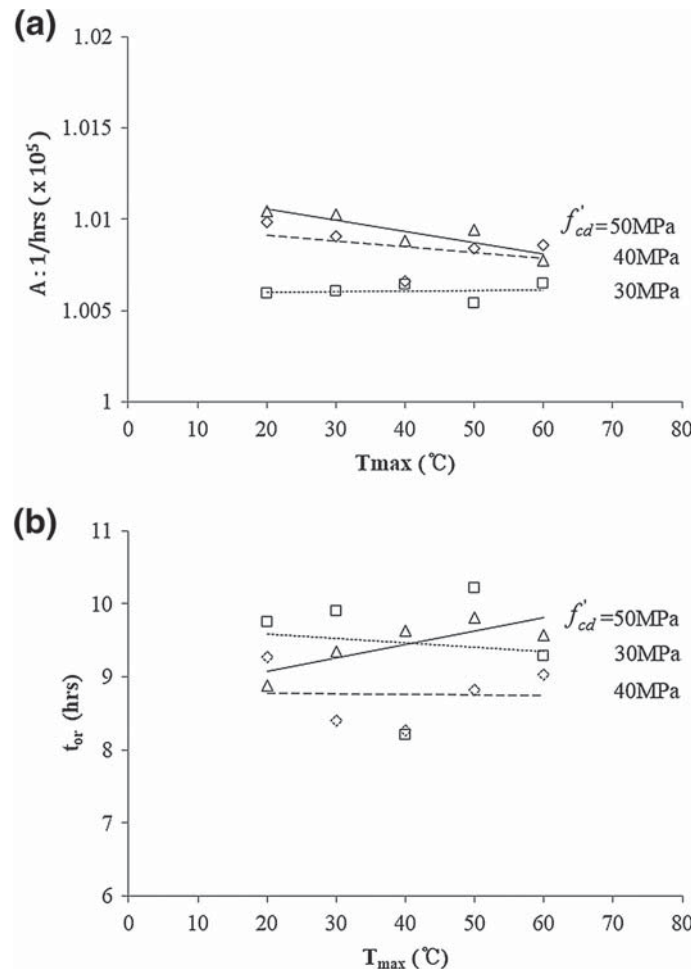 (a)
1.02
1.015
1.01
1.005
1
A : 1/hrs ( x 10⁵)
f'cd=50MPa
40MPa
30MPa
0 10 20 30 40 50 60 70 80
Tmax (℃)
(b)
11
10
9
8
7
6
tor (hrs)
f'cd=50MPa
30MPa
40MPa
0 10 20 30 40 50 60 70 80
Tmax (℃)